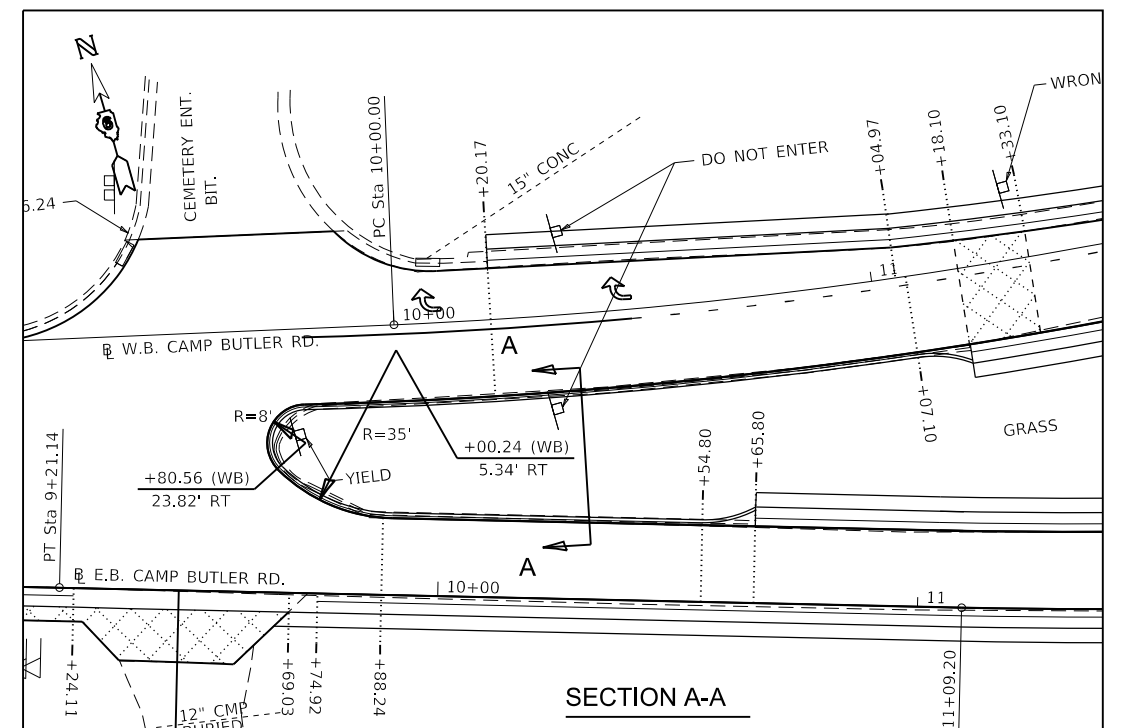 N
CEMETERY ENT.
BIT.
PC Sta 10+00.00
+20.17
15" CONC
DO NOT ENTER
+04.97
+18.10
+33.10
WRON
5.24
10+00
11
℄ W.B. CAMP BUTLER RD.
A
R=8'
R=35'
+00.24 (WB)
5.34' RT
+80.56 (WB)
23.82' RT
YIELD
+54.80
+65.80
+07.10
GRASS
PT Sta 9+21.14
A
℄ E.B. CAMP BUTLER RD.
10+00
11
+24.11
+69.03
+74.92
+88.24
12" CMP
BURIED
SECTION A-A
11+09.20